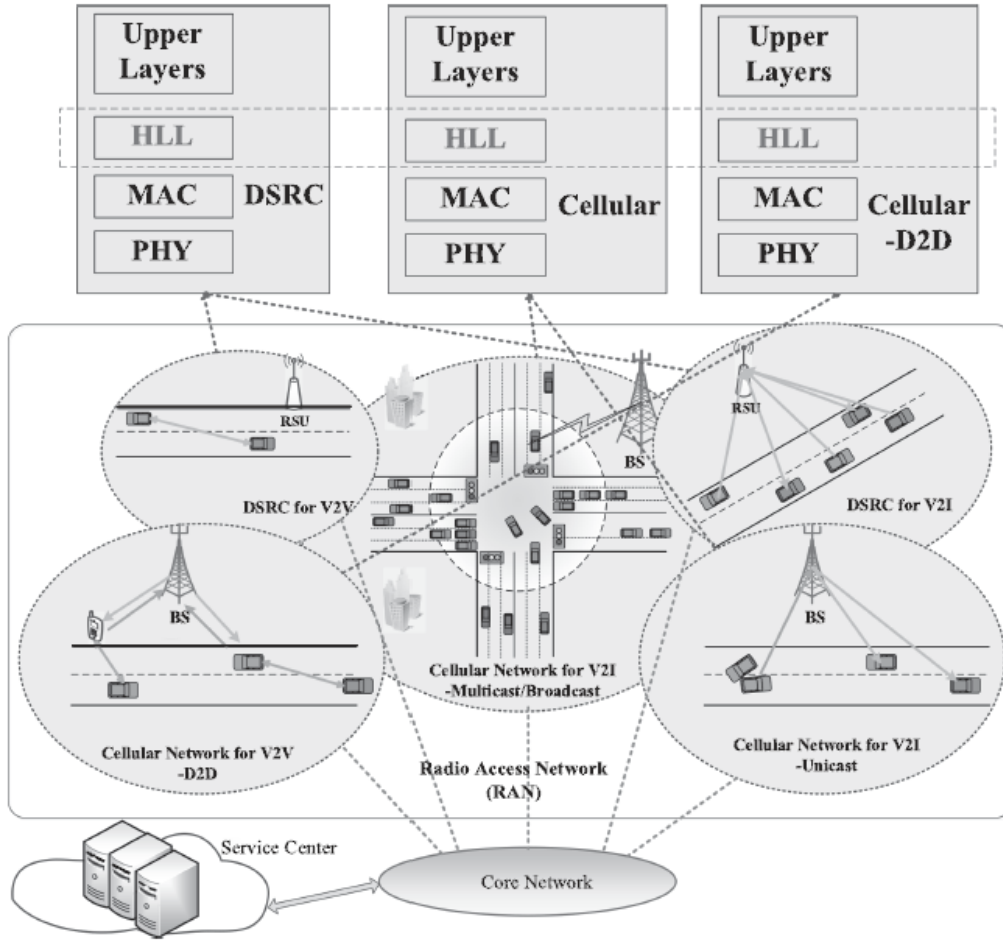 Upper
Layers
HLL
MAC
PHY
DSRC
Upper
Layers
HLL
MAC
PHY
Cellular
Upper
Layers
HLL
MAC
PHY
Cellular
-D2D
RSU
DSRC for V2V
BS
Cellular Network for V2I
-Multicast/Broadcast
RSU
DSRC for V2I
BS
Cellular Network for V2V
-D2D
BS
Cellular Network for V2I
-Unicast
Radio Access Network
(RAN)
Service Center
Core Network